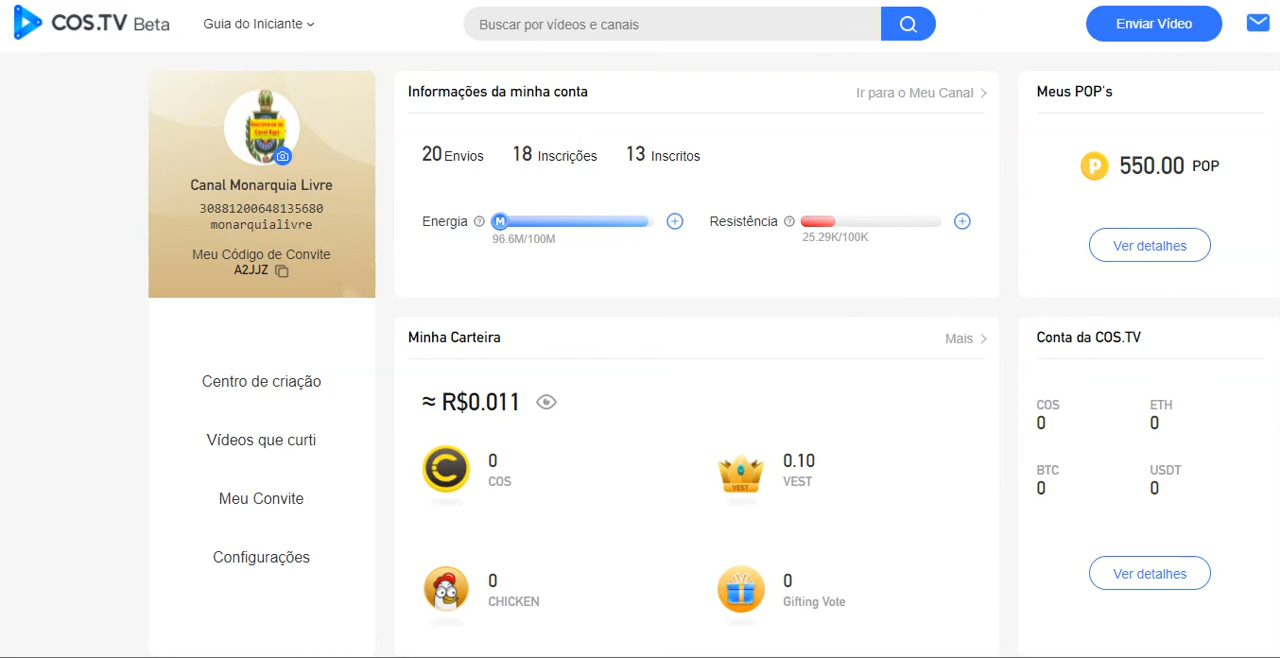 COS.TV Beta
Guia do Iniciante
Buscar por vídeos e canais
Enviar Vídeo
Canal Monarquia Livre
30881200648135680
monarquialivre
Meu Código de Convite
A2JJZ
Centro de criação
Vídeos que curti
Meu Convite
Configurações
Informações da minha conta
Ir para o Meu Canal
20 Envios
18 Inscrições
13 Inscritos
Energia
M
96.6M/100M
Resistência
25.29K/100K
Meus POP's
P
550.00 POP
Ver detalhes
Minha Carteira
Mais
≈ R$0.011
0
COS
VEST
0.10
VEST
0
CHICKEN
0
Gifting Vote
Conta da COS.TV
COS
0
ETH
0
BTC
0
USDT
0
Ver detalhes